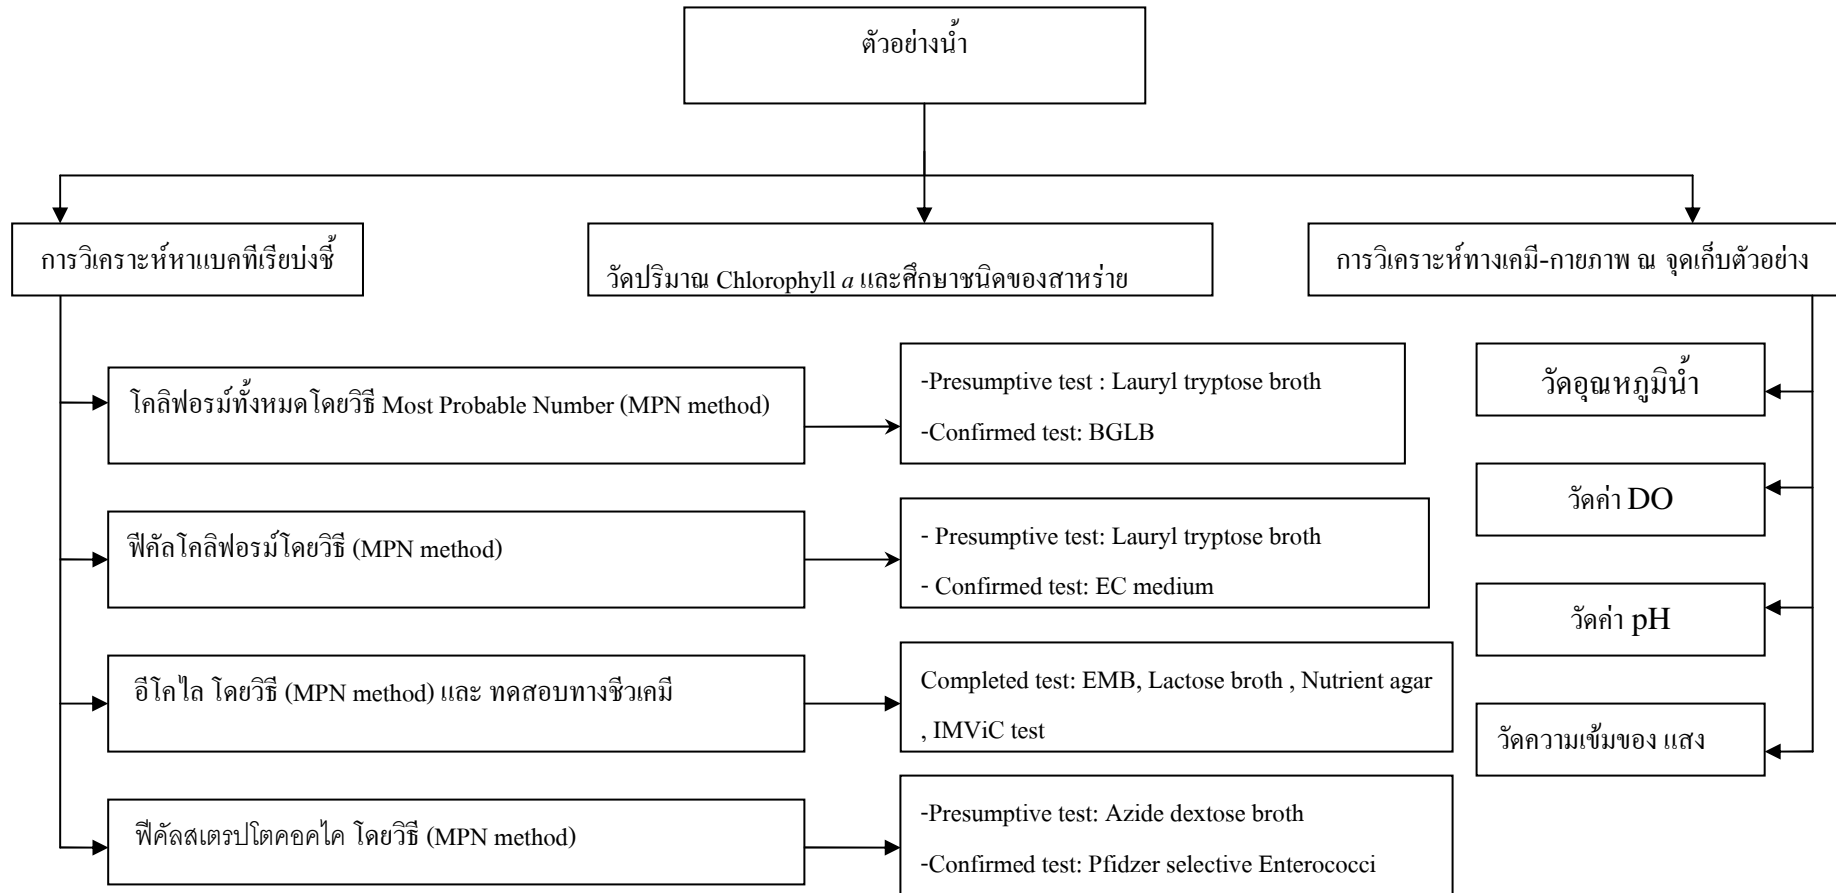 ตัวอย่างน้ำ
การวิเคราะห์หาแบคทีเรียบ่งชี้
วัดปริมาณ Chlorophyll a และศึกษาชนิดของสาหร่าย
การวิเคราะห์ทางเคมี-กายภาพ ณ จุดเก็บตัวอย่าง
โคลิฟอรม์ทั้งหมดโดยวิธี Most Probable Number (MPN method)
-Presumptive test : Lauryl tryptose broth
-Confirmed test: BGLB
ฟีคัลโคลิฟอรม์โดยวิธี (MPN method)
- Presumptive test: Lauryl tryptose broth
- Confirmed test: EC medium
อีโคไล โดยวิธี (MPN method) และ ทดสอบทางชีวเคมี
Completed test: EMB, Lactose broth , Nutrient agar
, IMViC test
ฟีคัลสเตรปโตคอคไค โดยวิธี (MPN method)
-Presumptive test: Azide dextose broth
-Confirmed test: Pfidzer selective Enterococci
วัดอุณหภูมิน้ำ
วัดค่า DO
วัดค่า pH
วัดความเข้มของ แสง